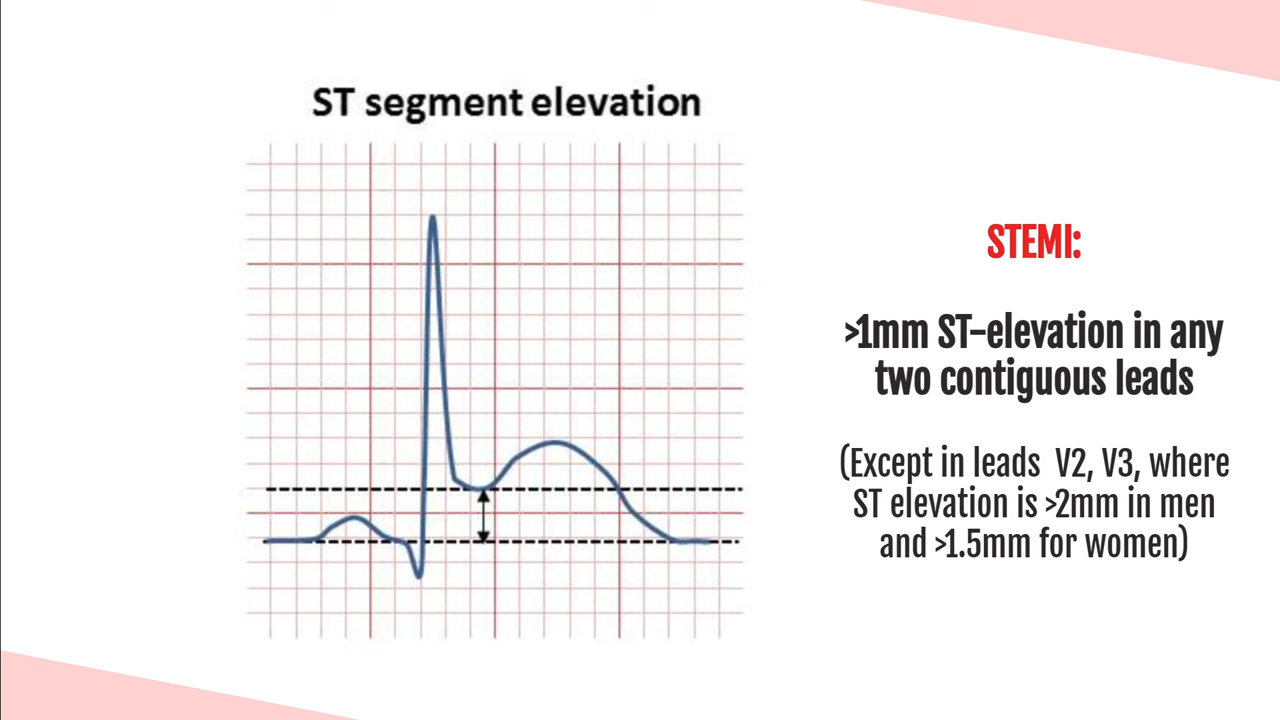 ST segment elevation
STEMI:
>1mm ST-elevation in any
two contiguous leads
(Except in leads V2, V3, where
ST elevation is >2mm in men
and >1.5mm for women)